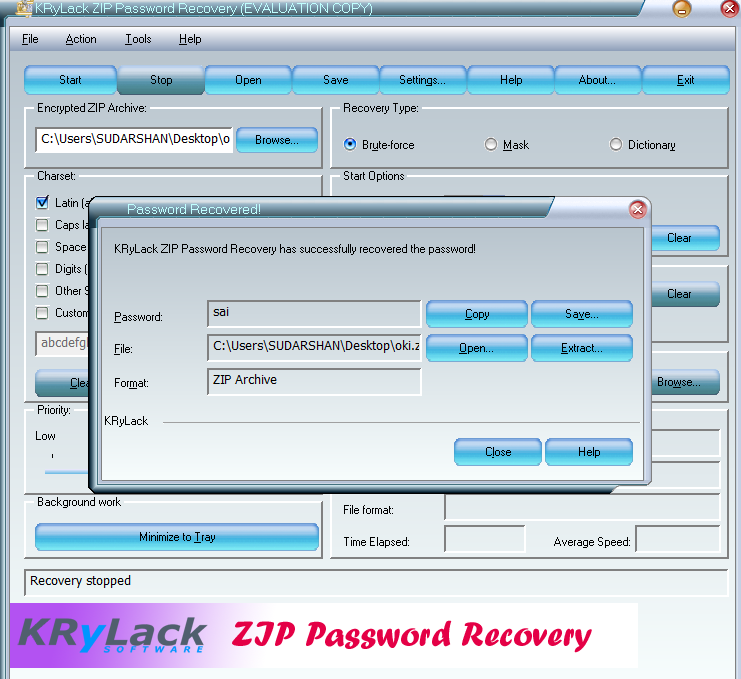 KRyLack ZIP Password Recovery (EVALUATION COPY)
File Action Tools Help
Start Stop Open Save Settings... Help About... Exit
Encrypted ZIP Archive: Recovery Type:
C:\Users\SUDARSHAN\Desktop\o Browse... Brute-force Mask Dictionary
Charset: Start Options
Latin (a
Caps la
Space
Digits (
Other S
Custom
abcdefgh
Clea
Clear
Clear
Browse...
Password Recovered!
KRyLack ZIP Password Recovery has successfully recovered the password!
Password: sai Copy Save...
File: C:\Users\SUDARSHAN\Desktop\oki.z Open... Extract...
Format: ZIP Archive
KRyLack
Close Help
Priority:
Low
Background work
Minimize to Tray
File format:
Time Elapsed: Average Speed:
Recovery stopped
KRyLack ZIP Password Recovery
SOFTWARE